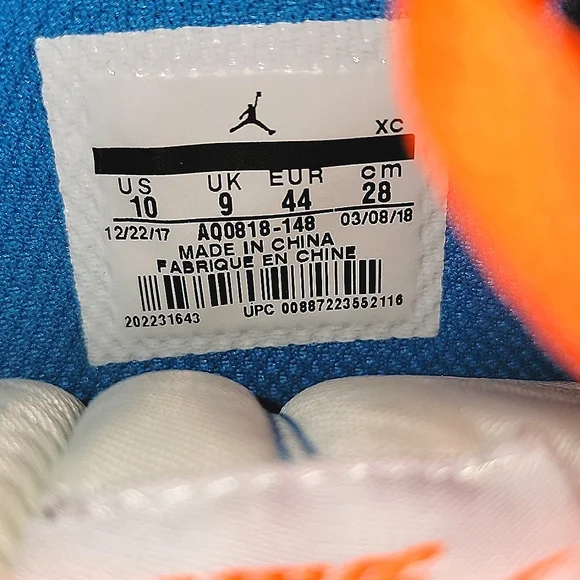 XC
US UK EUR cm
10 9 44 28
12/22/17 AQ0818-148 03/08/18
MADE IN CHINA
FABRIQUE EN CHINE
202231643 UPC 00887223552116